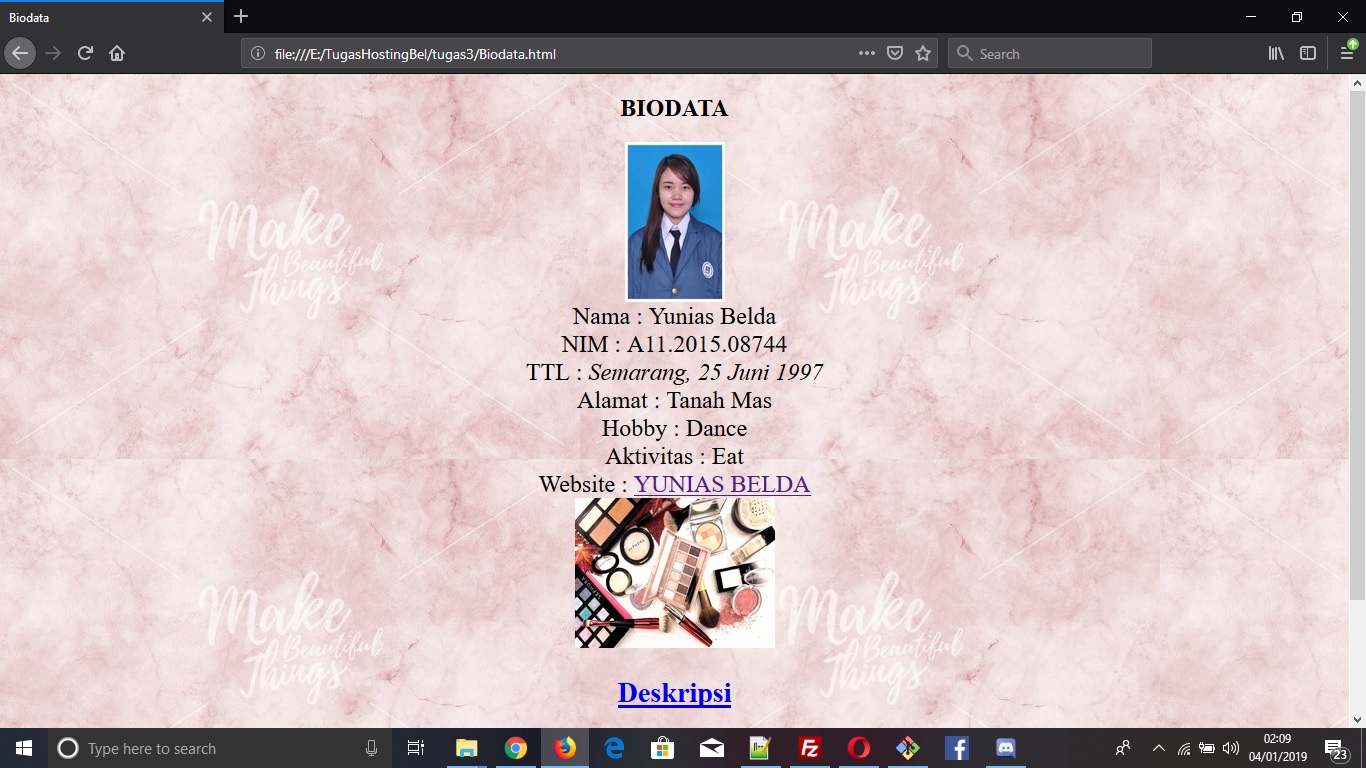 Biodata
file:///E:/TugasHostingBel/tugas3/Biodata.html
Search
BIODATA
Make
Beautiful
Things
Make
Beautiful
Things
Nama : Yunias Belda
NIM : A11.2015.08744
TTL : Semarang, 25 Juni 1997
Alamat : Tanah Mas
Hobby : Dance
Aktivitas : Eat
Website : YUNIAS BELDA
SEPHORA
Make
Beautiful
Things
Make
Beautiful
Things
Deskripsi
Type here to search
02:09
04/01/2019
23